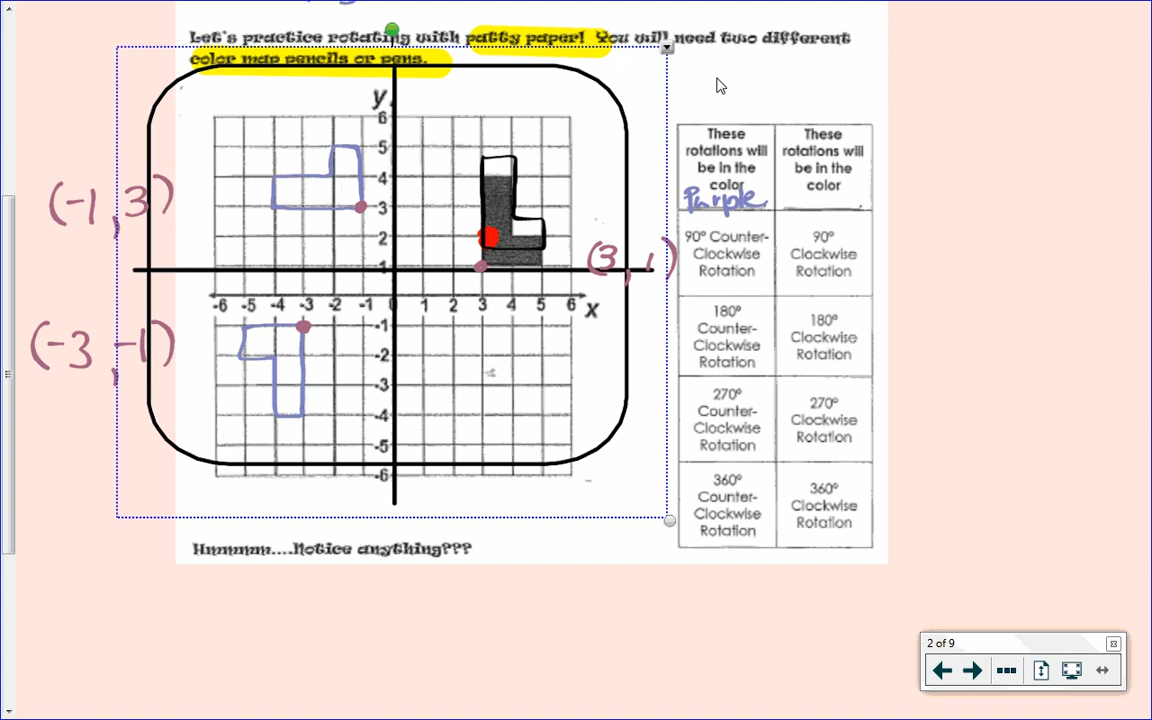 Let's practice rotating with patty paper! You will need two different
color map pencils or pens.
y
6
5
4
3
2
1
-6 -5 -4 -3 -2 -1 0 1 2 3 4 5 6 x
-1
-2
-3
-4
-5
-6
(-1, 3)
(3, 1)
(-3, -1)
These
rotations will
be in the
color
Purple
These
rotations will
be in the
color
90° Counter-
Clockwise
Rotation
90°
Clockwise
Rotation
180°
Counter-
Clockwise
Rotation
180°
Clockwise
Rotation
270°
Counter-
Clockwise
Rotation
270°
Clockwise
Rotation
360°
Counter-
Clockwise
Rotation
360°
Clockwise
Rotation
Hmmmm....Notice anything???
2 of 9